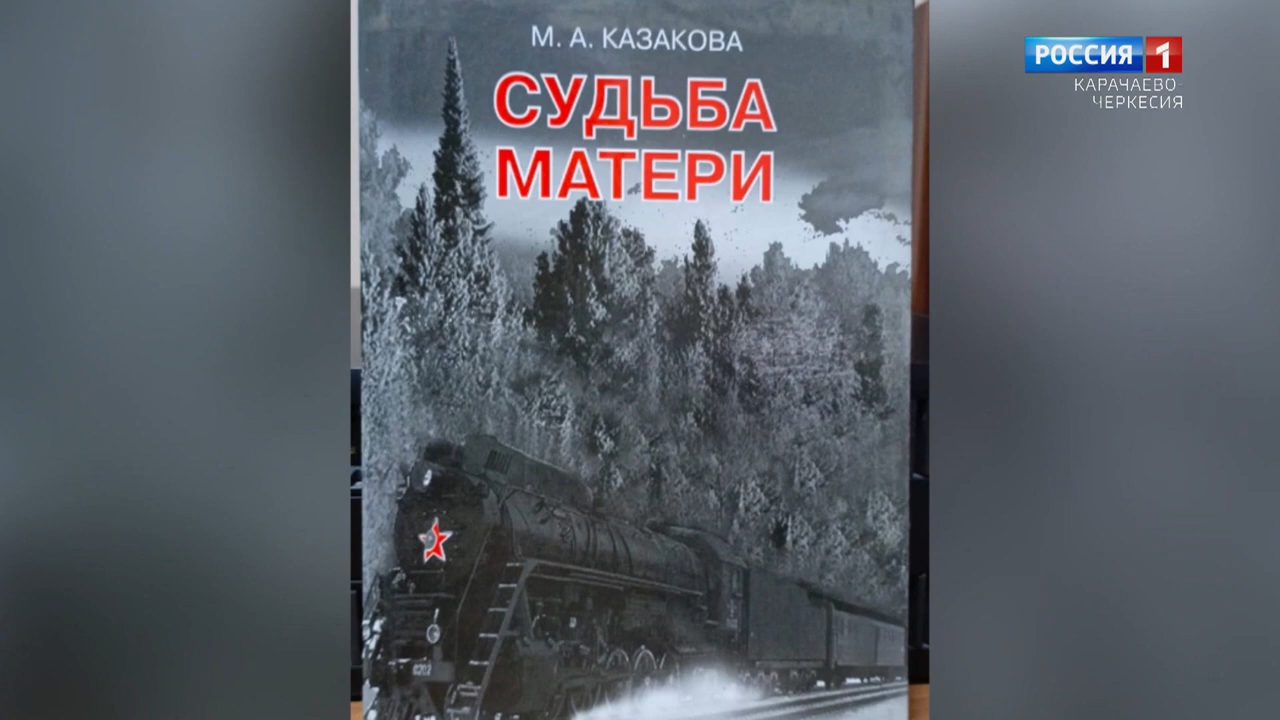 М. А. КАЗАКОВА
СУДЬБА
МАТЕРИ
РОССИЯ 1
КАРАЧАЕВО-
ЧЕРКЕСИЯ